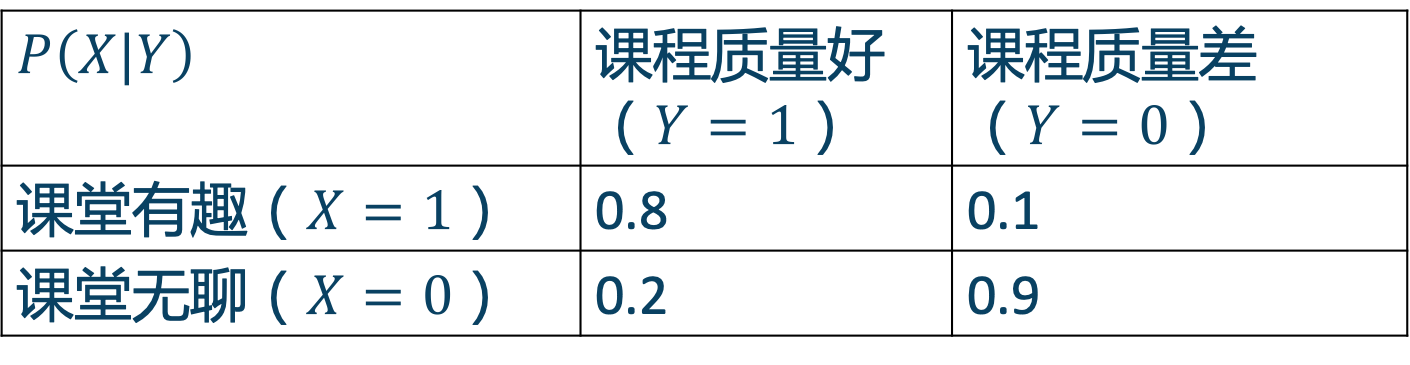 P(X|Y)
课程质量好
（Y = 1）
课程质量差
（Y = 0）
课堂有趣（X = 1） 0.8 0.1
课堂无聊（X = 0） 0.2 0.9